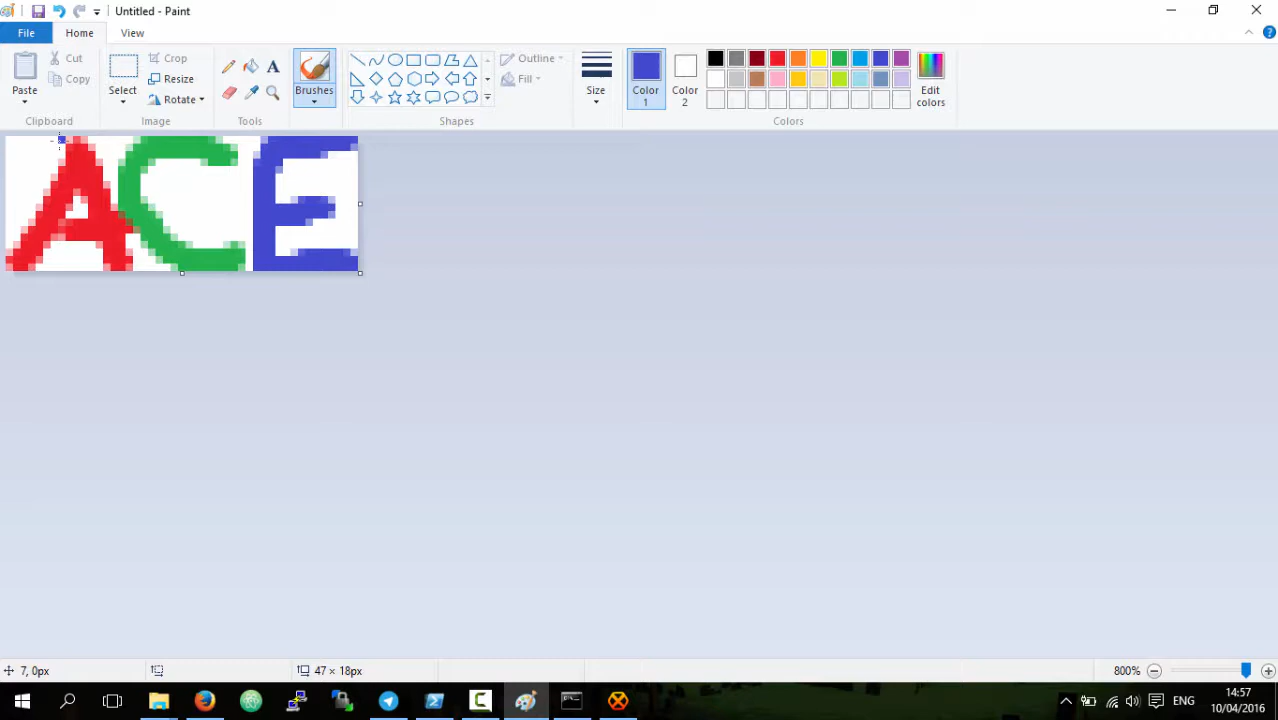 Untitled - Paint
File Home View
Paste Cut Copy Select Crop Resize Rotate Brushes Outline Fill Size Color 1 Color 2 Edit colors
Clipboard Image Tools Shapes Colors
ACE
7, 0px 47 × 18px 800%
ENG 14:57
10/04/2016